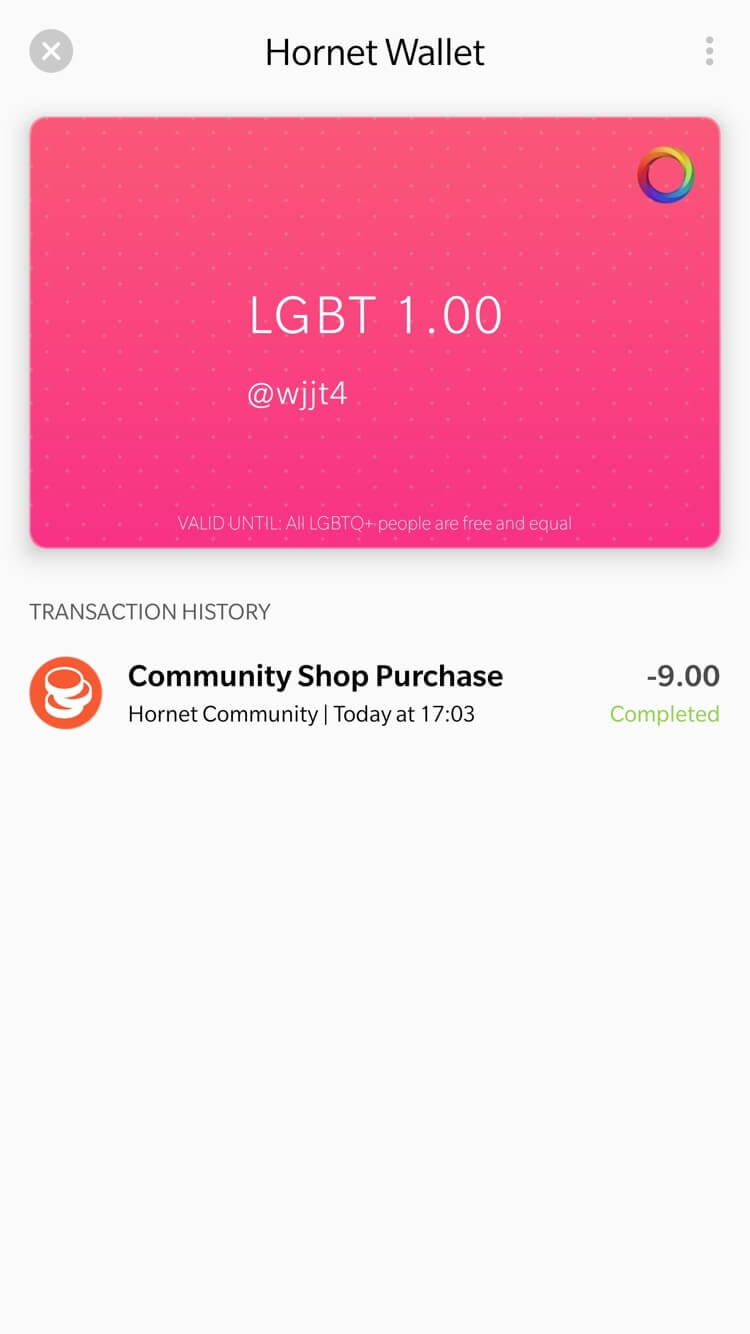 Hornet Wallet
LGBT 1.00
@wjjt4
VALID UNTIL: All LGBTQ+ people are free and equal
TRANSACTION HISTORY
Community Shop Purchase -9.00
Hornet Community | Today at 17:03 Completed